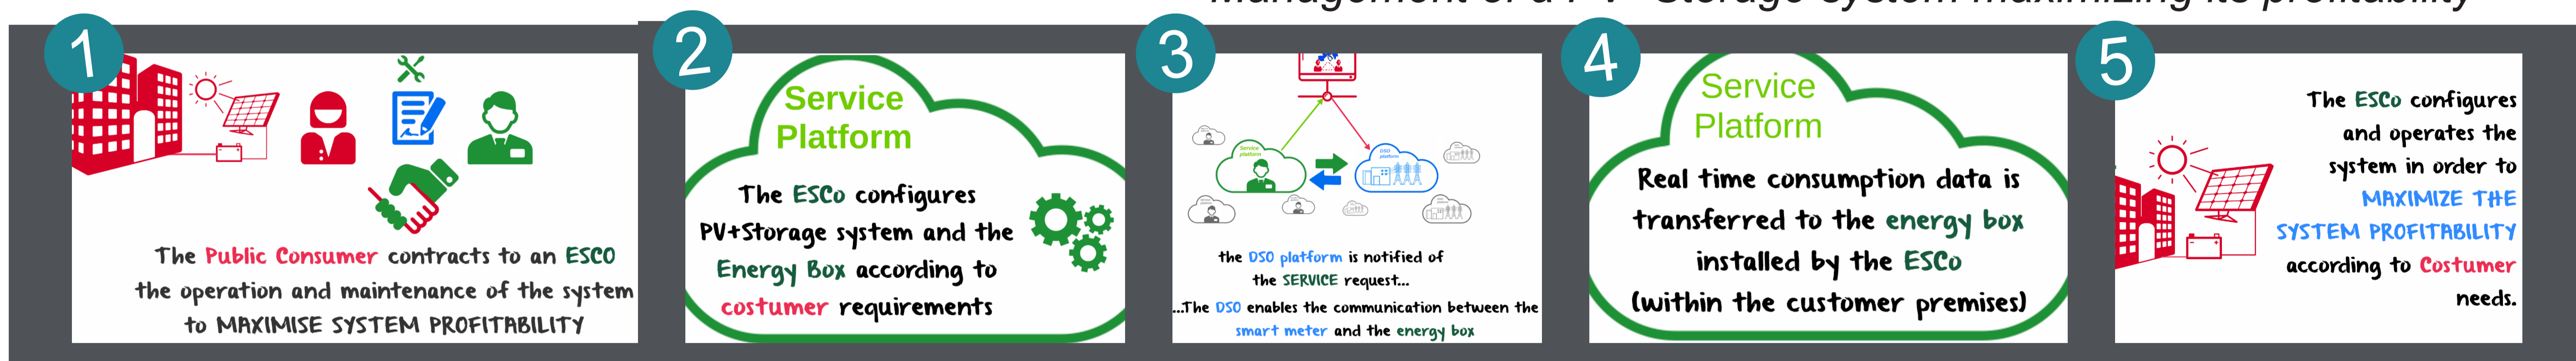 Management of a PV+Storage system maximizing its profitability
1
The Public Consumer contracts to an ESCO
the operation and maintenance of the system
to MAXIMISE SYSTEM PROFITABILITY
2
Service
Platform
The ESCo configures
PV+Storage system and the
Energy Box according to
costumer requirements
3
Service
platform
DSO
platform
the DSO platform is notified of
the SERVICE request...
...The DSO enables the communication between the
smart meter and the energy box
4
Service
Platform
Real time consumption data is
transferred to the energy box
installed by the ESCo
(within the customer premises)
5
The ESCo configures
and operates the
system in order to
MAXIMIZE THE
SYSTEM PROFITABILITY
according to Costumer
needs.